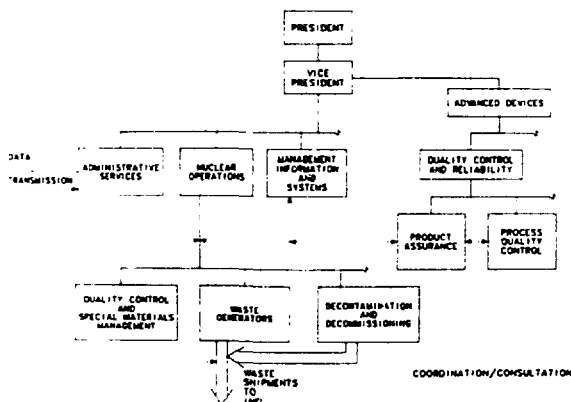 PRESIDENT
VICE
PRESIDENT
ADVANCED DEVICES
DATA
TRANSMISSION
ADMINISTRATIVE
SERVICES
NUCLEAR
OPERATIONS
MANAGEMENT
INFORMATION
AND
SYSTEMS
QUALITY CONTROL
AND RELIABILITY
PRODUCT
ASSURANCE
PROCESS
QUALITY
CONTROL
QUALITY CONTROL
AND
SPECIAL MATERIALS
MANAGEMENT
WASTE
GENERATORS
DECONTAMINATION
AND
DECOMMISSIONING
WASTE
SHIPMENTS
TO
COORDINATION/CONSULTATION